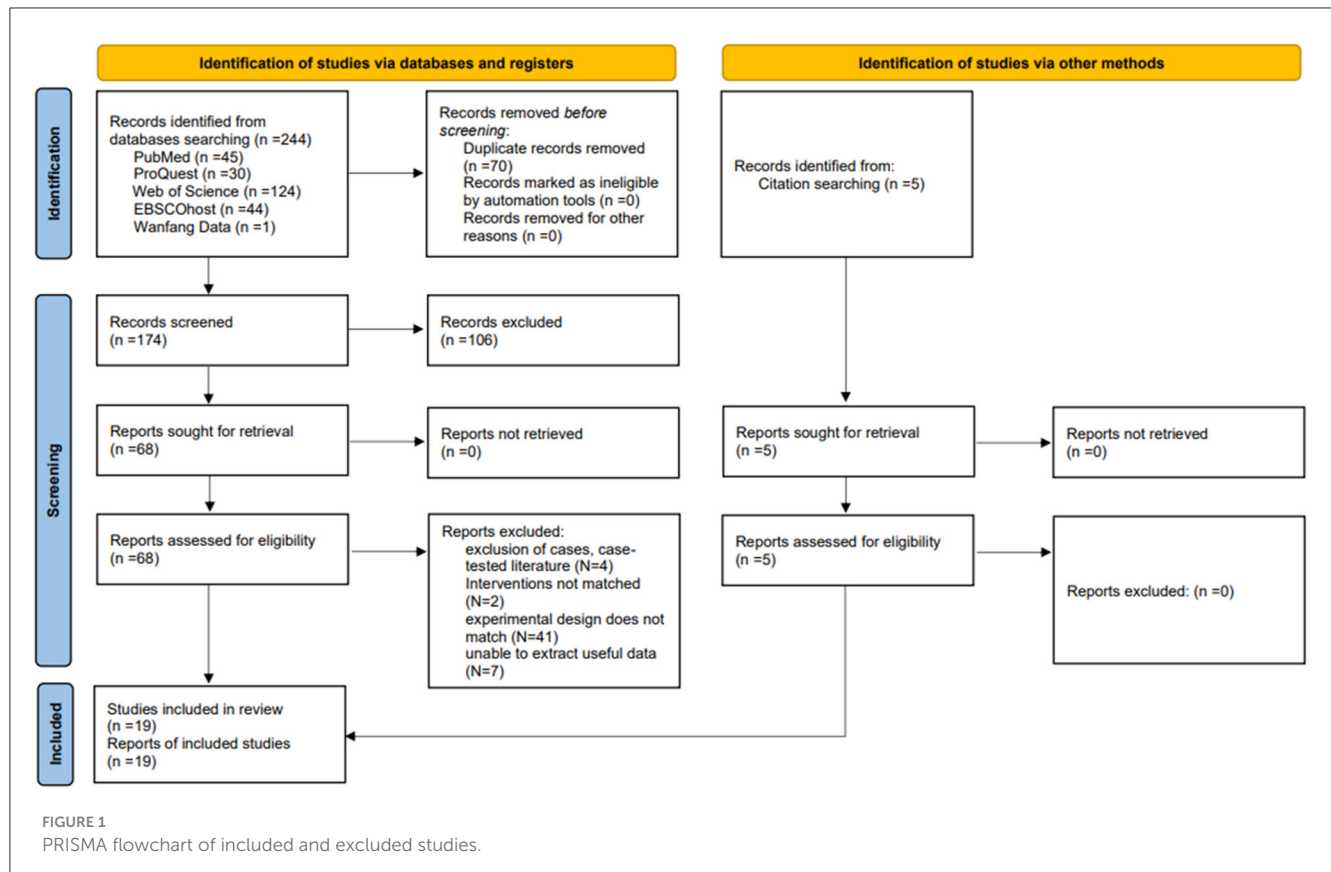 Identification of studies via databases and registers
Identification of studies via other methods
Identification
Records identified from
databases searching (n =244)
PubMed (n =45)
ProQuest (n =30)
Web of Science (n =124)
EBSCOhost (n =44)
Wanfang Data (n =1)
Records removed before
screening:
Duplicate records removed
(n =70)
Records marked as ineligible
by automation tools (n =0)
Records removed for other
reasons (n =0)
Records identified from:
Citation searching (n =5)
Screening
Records screened
(n =174)
Records excluded
(n =106)
Reports sought for retrieval
(n =68)
Reports not retrieved
(n =0)
Reports sought for retrieval
(n =5)
Reports not retrieved
(n =0)
Reports assessed for eligibility
(n =68)
Reports excluded:
exclusion of cases, case-
tested literature (N=4)
Interventions not matched
(N=2)
experimental design does not
match (N=41)
unable to extract useful data
(N=7)
Reports assessed for eligibility
(n =5)
Reports excluded: (n =0)
Included
Studies included in review
(n =19)
Reports of included studies
(n =19)
FIGURE 1
PRISMA flowchart of included and excluded studies.